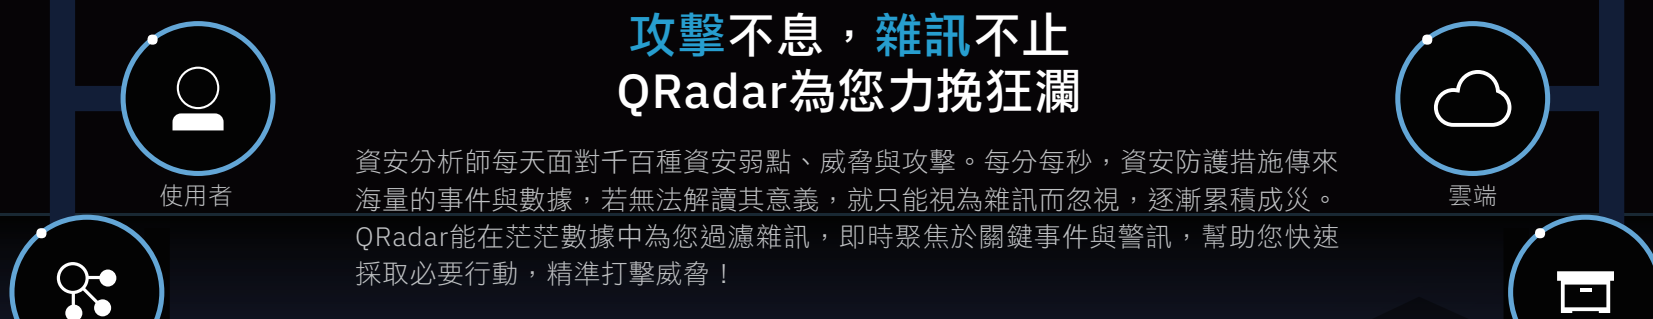 攻擊不息，雜訊不止
QRadar為您力挽狂瀾
資安分析師每天面對千百種資安弱點、威脅與攻擊。每分每秒，資安防護措施傳來
海量的事件與數據，若無法解讀其意義，就只能視為雜訊而忽視，逐漸累積成災。
QRadar能在茫茫數據中為您過濾雜訊，即時聚焦於關鍵事件與警訊，幫助您快速
採取必要行動，精準打擊威脅！
使用者
雲端